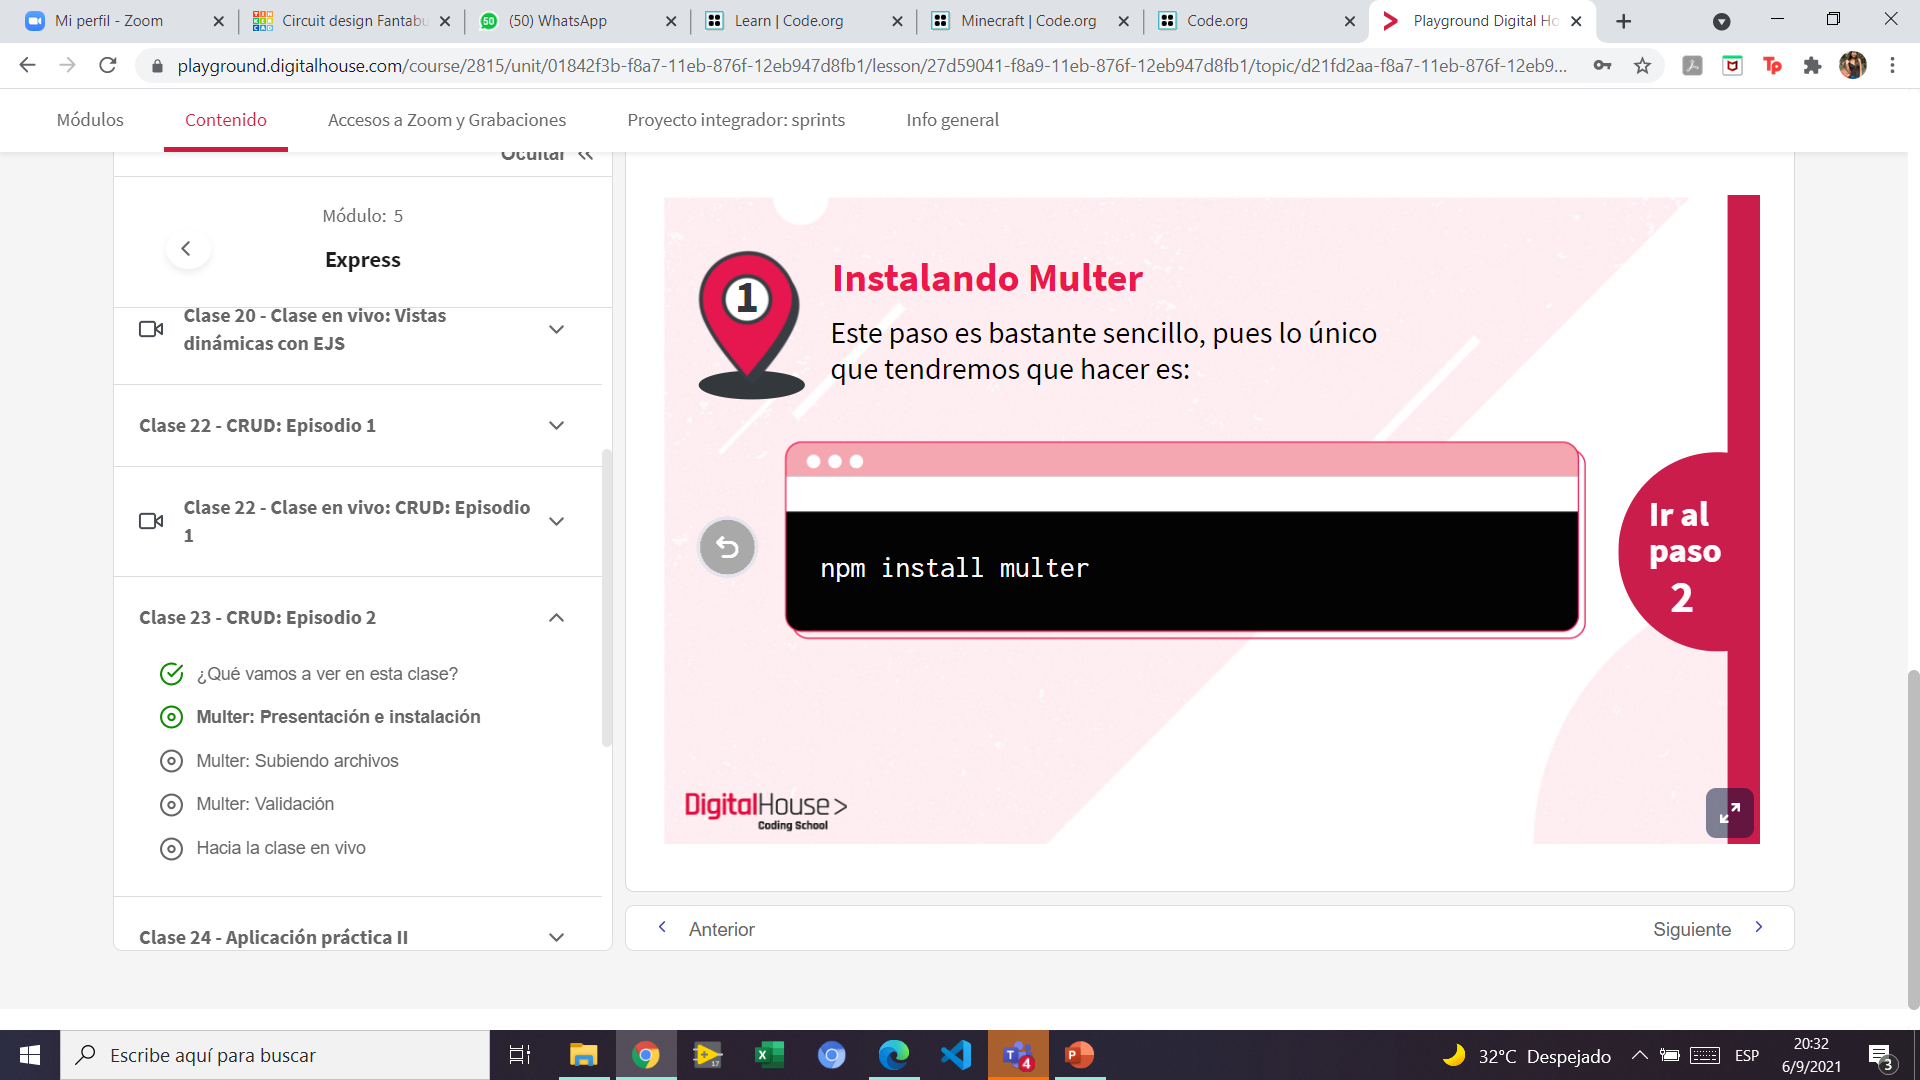 Mi perfil - Zoom
Circuit design Fantabu
(50) WhatsApp
Learn | Code.org
Minecraft | Code.org
Code.org
Playground Digital Ho
playground.digitalhouse.com/course/2815/unit/01842f3b-f8a7-11eb-876f-12eb947d8fb1/lesson/27d59041-f8a9-11eb-876f-12eb947d8fb1/topic/d21fd2aa-f8a7-11eb-876f-12eb9...
Módulos
Contenido
Accesos a Zoom y Grabaciones
Proyecto integrador: sprints
Info general
Ocultar
Módulo: 5
Express
Clase 20 - Clase en vivo: Vistas
dinámicas con EJS
Clase 22 - CRUD: Episodio 1
Clase 22 - Clase en vivo: CRUD: Episodio
1
Clase 23 - CRUD: Episodio 2
¿Qué vamos a ver en esta clase?
Multer: Presentación e instalación
Multer: Subiendo archivos
Multer: Validación
Hacia la clase en vivo
Clase 24 - Aplicación práctica II
1
Instalando Multer
Este paso es bastante sencillo, pues lo único
que tendremos que hacer es:
npm install multer
Ir al
paso
2
DigitalHouse>
Coding School
Anterior
Siguiente
Escribe aquí para buscar
32°C Despejado
ESP
20:32
6/9/2021
3